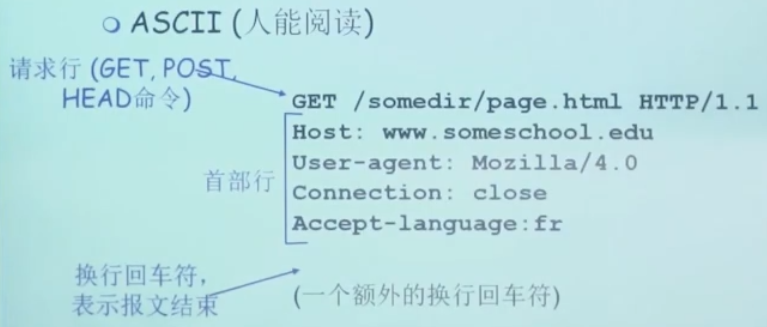 ASCII (人能阅读)
请求行 (GET, POST,
HEAD命令)
GET /somedir/page.html HTTP/1.1
Host: www.someschool.edu
User-agent: Mozilla/4.0
首部行
Connection: close
Accept-language:fr
换行回车符,
表示报文结束
(一个额外的换行回车符)